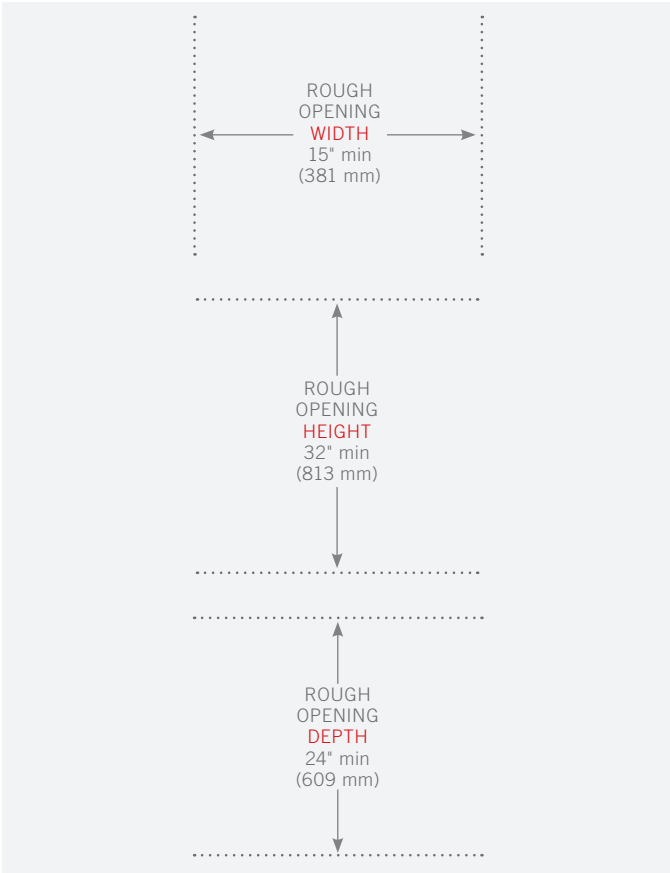 ROUGH
OPENING
WIDTH
15" min
(381 mm)
ROUGH
OPENING
HEIGHT
32" min
(813 mm)
ROUGH
OPENING
DEPTH
24" min
(609 mm)